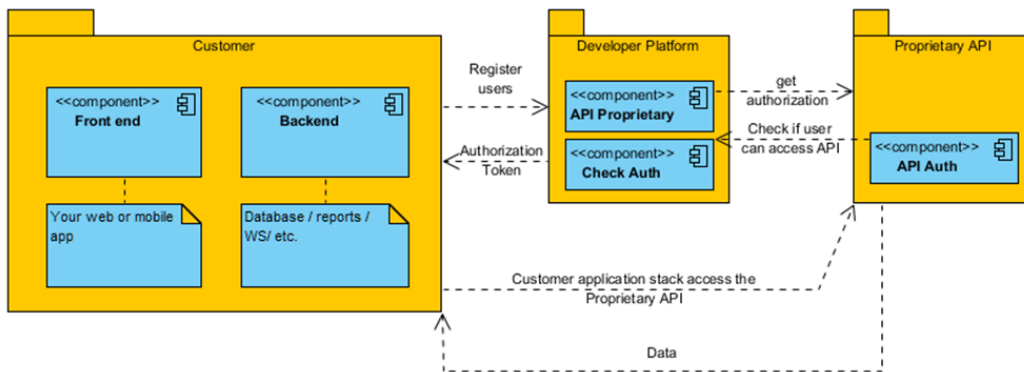 Customer
<<component>>
Front end
<<component>>
Backend
Your web or mobile
app
Database / reports /
WS/ etc.
Register
users
Authorization
Token
Developer Platform
<<component>>
API Proprietary
<<component>>
Check Auth
get
authorization
Check if user
can access API
Proprietary API
<<component>>
API Auth
Customer application stack access the
Proprietary API
Data